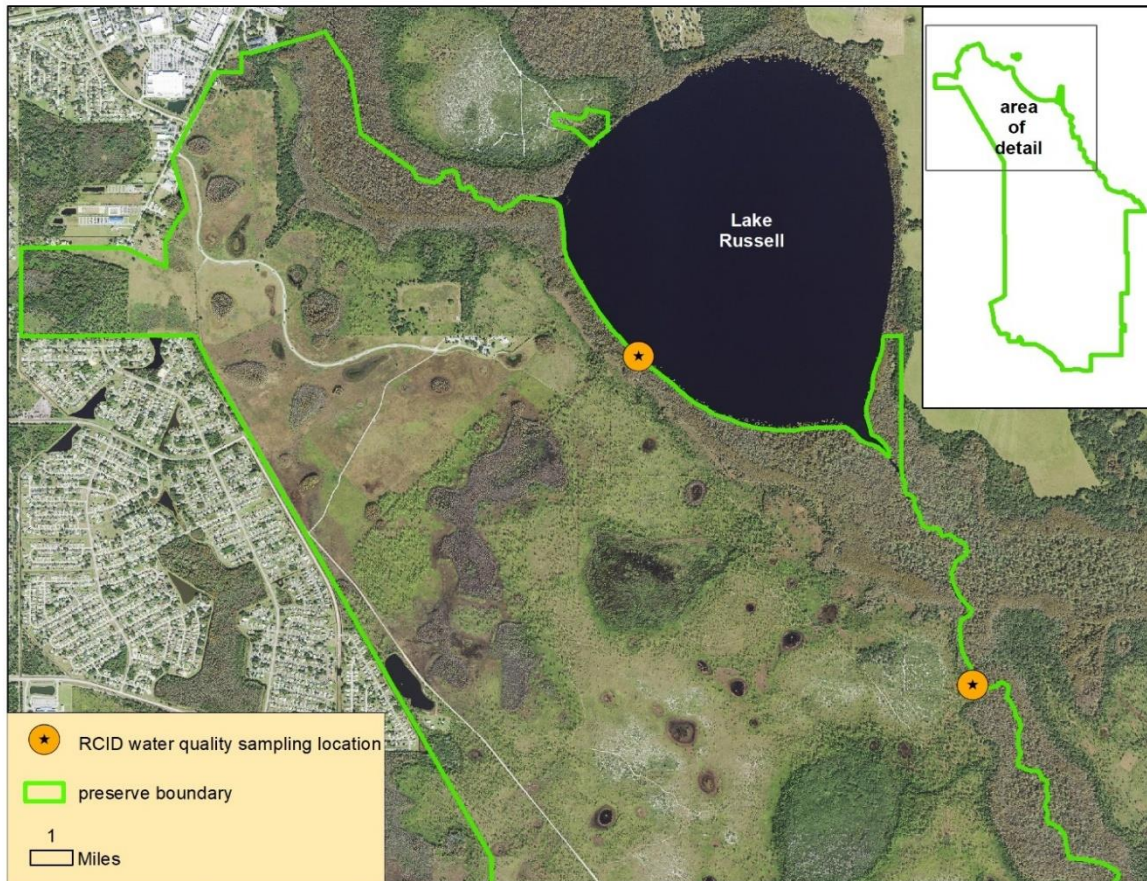 area
of
detail
Lake
Russell
RCID water quality sampling location
preserve boundary
1
Miles